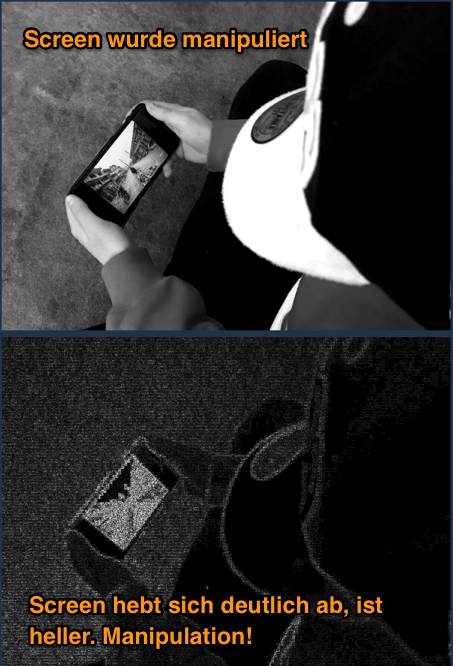 Screen wurde manipuliert
Screen hebt sich deutlich ab, ist
heller. Manipulation!